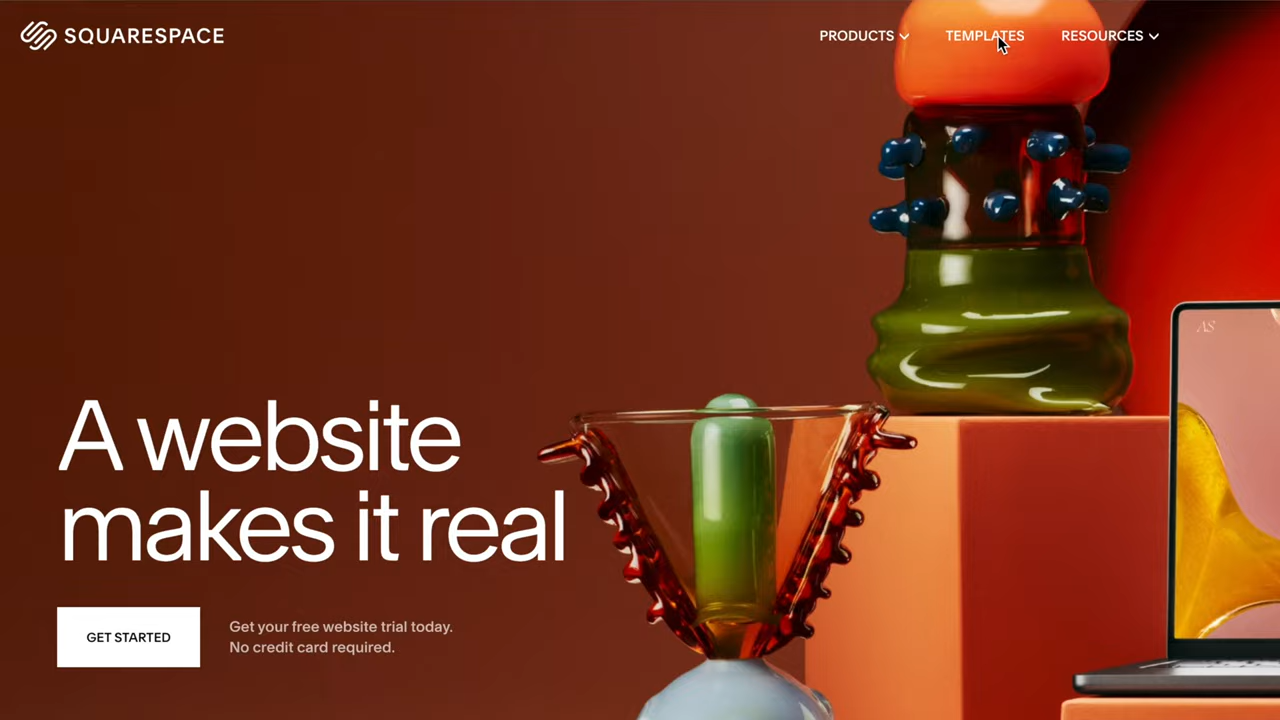 SQUARESPACE
PRODUCTS
TEMPLATES
RESOURCES
AS
A website
makes it real
GET STARTED
Get your free website trial today.
No credit card required.